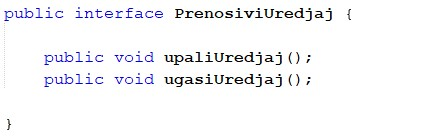 public interface PrenosiviUredjaj {
public void upaliUredjaj();
public void ugasiUredjaj();
}